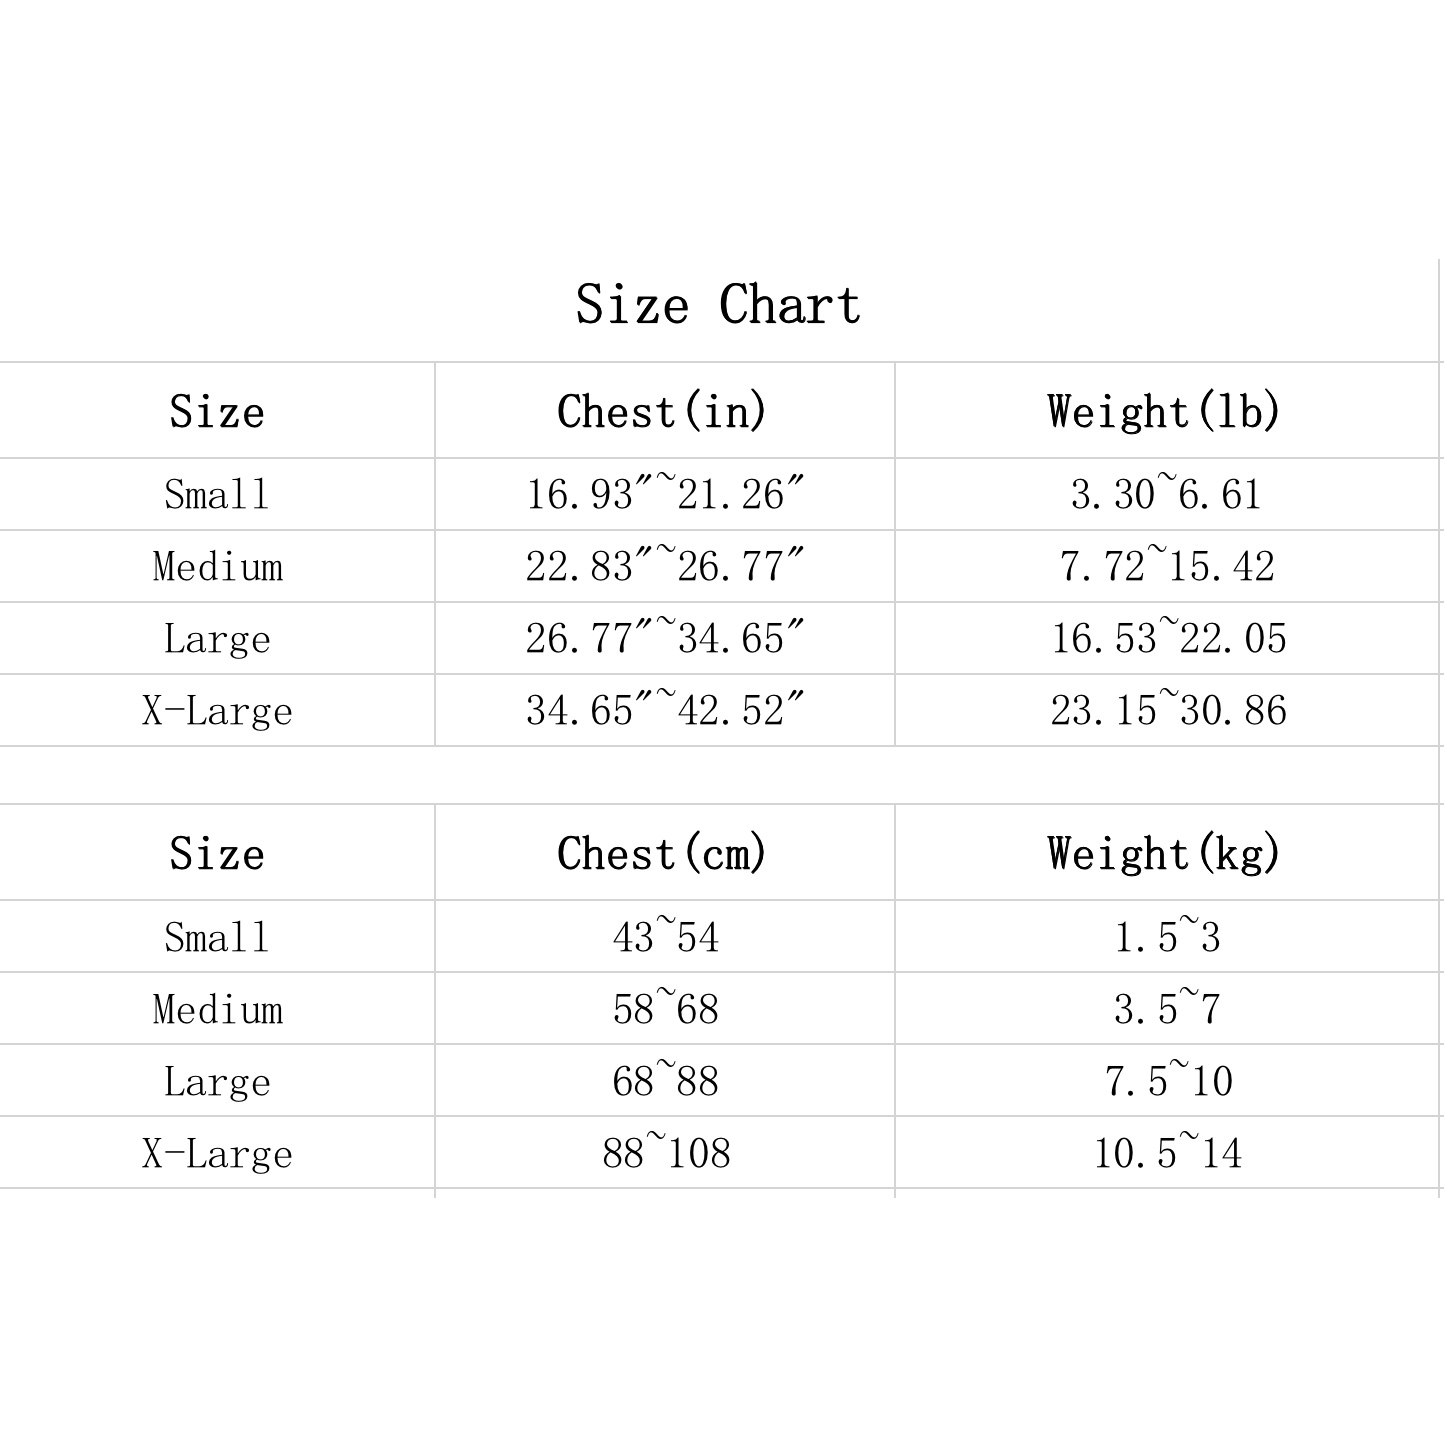 Size Chart
Size Chest(in) Weight(lb)
Small 16.93"~21.26" 3.30~6.61
Medium 22.83"~26.77" 7.72~15.42
Large 26.77"~34.65" 16.53~22.05
X-Large 34.65"~42.52" 23.15~30.86
Size Chest(cm) Weight(kg)
Small 43~54 1.5~3
Medium 58~68 3.5~7
Large 68~88 7.5~10
X-Large 88~108 10.5~14